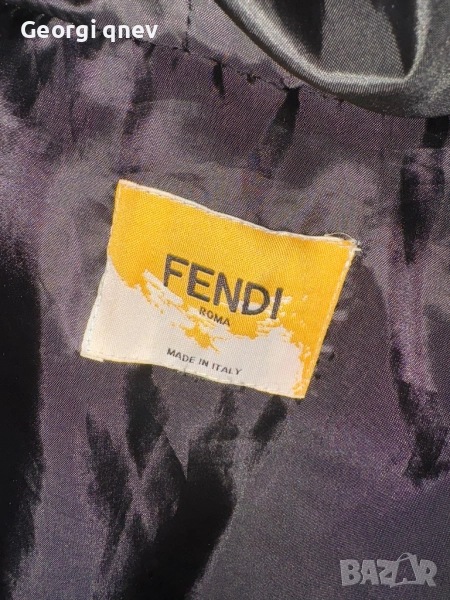 Georgi qnev
FENDI
ROMA
MADE IN ITALY
BAZAR